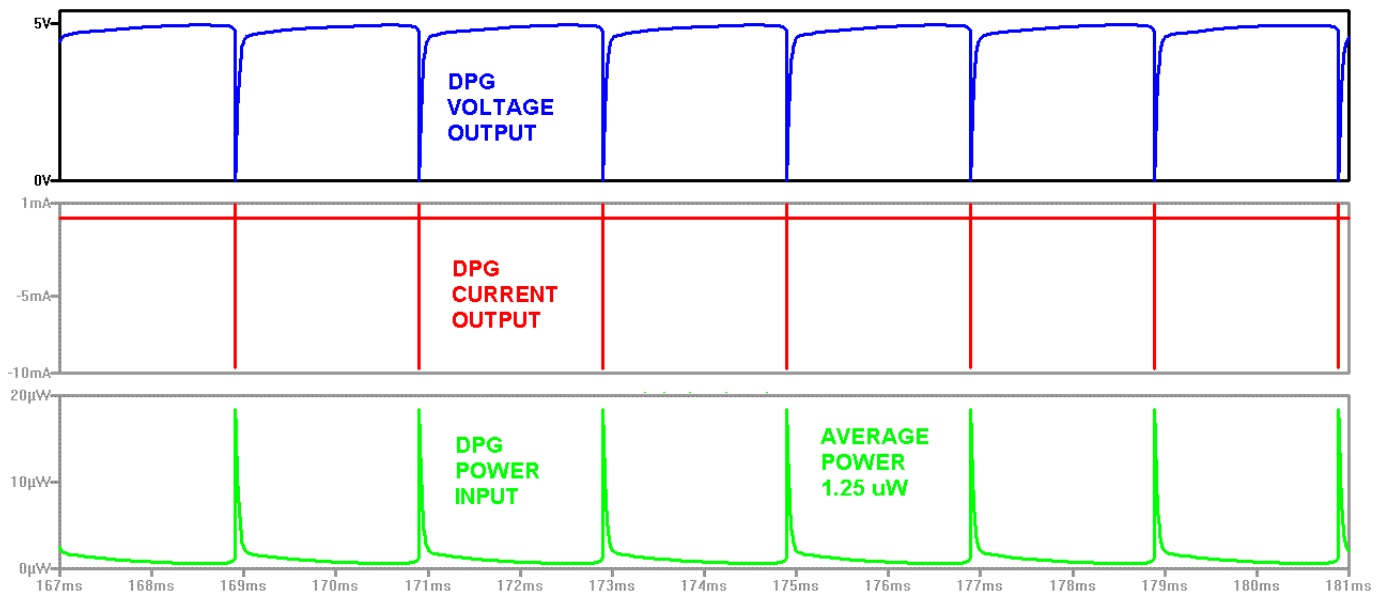 5V
DPG
VOLTAGE
OUTPUT
0V
1mA
DPG
CURRENT
OUTPUT
-5mA
-10mA
20µW
DPG
POWER
INPUT
AVERAGE
POWER
1.25 uW
10µW
0µW
167ms 168ms 169ms 170ms 171ms 172ms 173ms 174ms 175ms 176ms 177ms 178ms 179ms 180ms 181ms